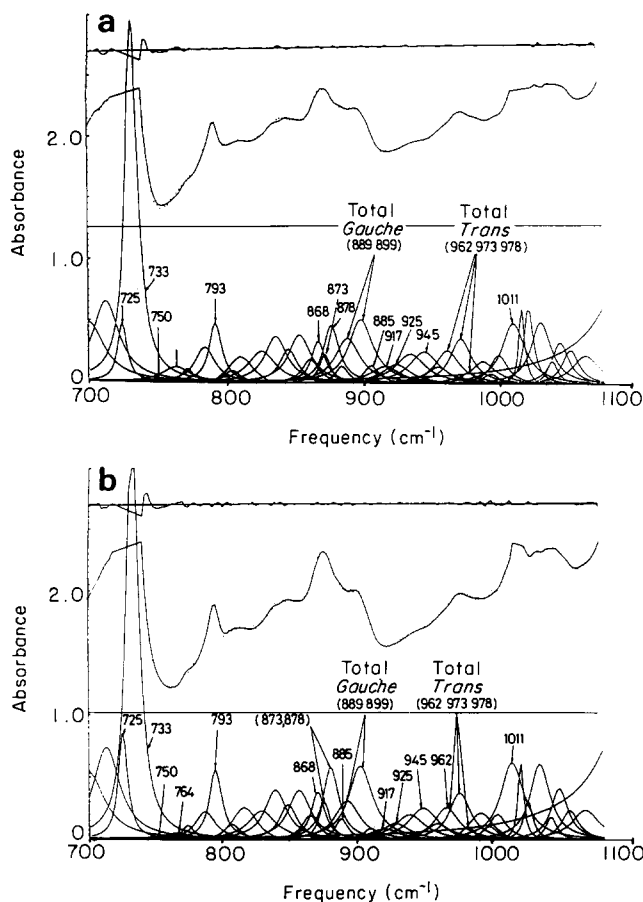 a
Absorbance
2.0
1.0
0
Total Total
Gauche Trans
(889 899) (962 973 978)
725
733
750
793
868
873
878
885
917
925
945
1011
700 800 900 1000 1100
Frequency (cm-1)
b
Absorbance
2.0
1.0
0
Total Total
Gauche Trans
(889 899) (962 973 978)
725
733
750
764
793
(873,878)
868
885
917
925
945
962
1011
700 800 900 1000 1100
Frequency (cm-1)